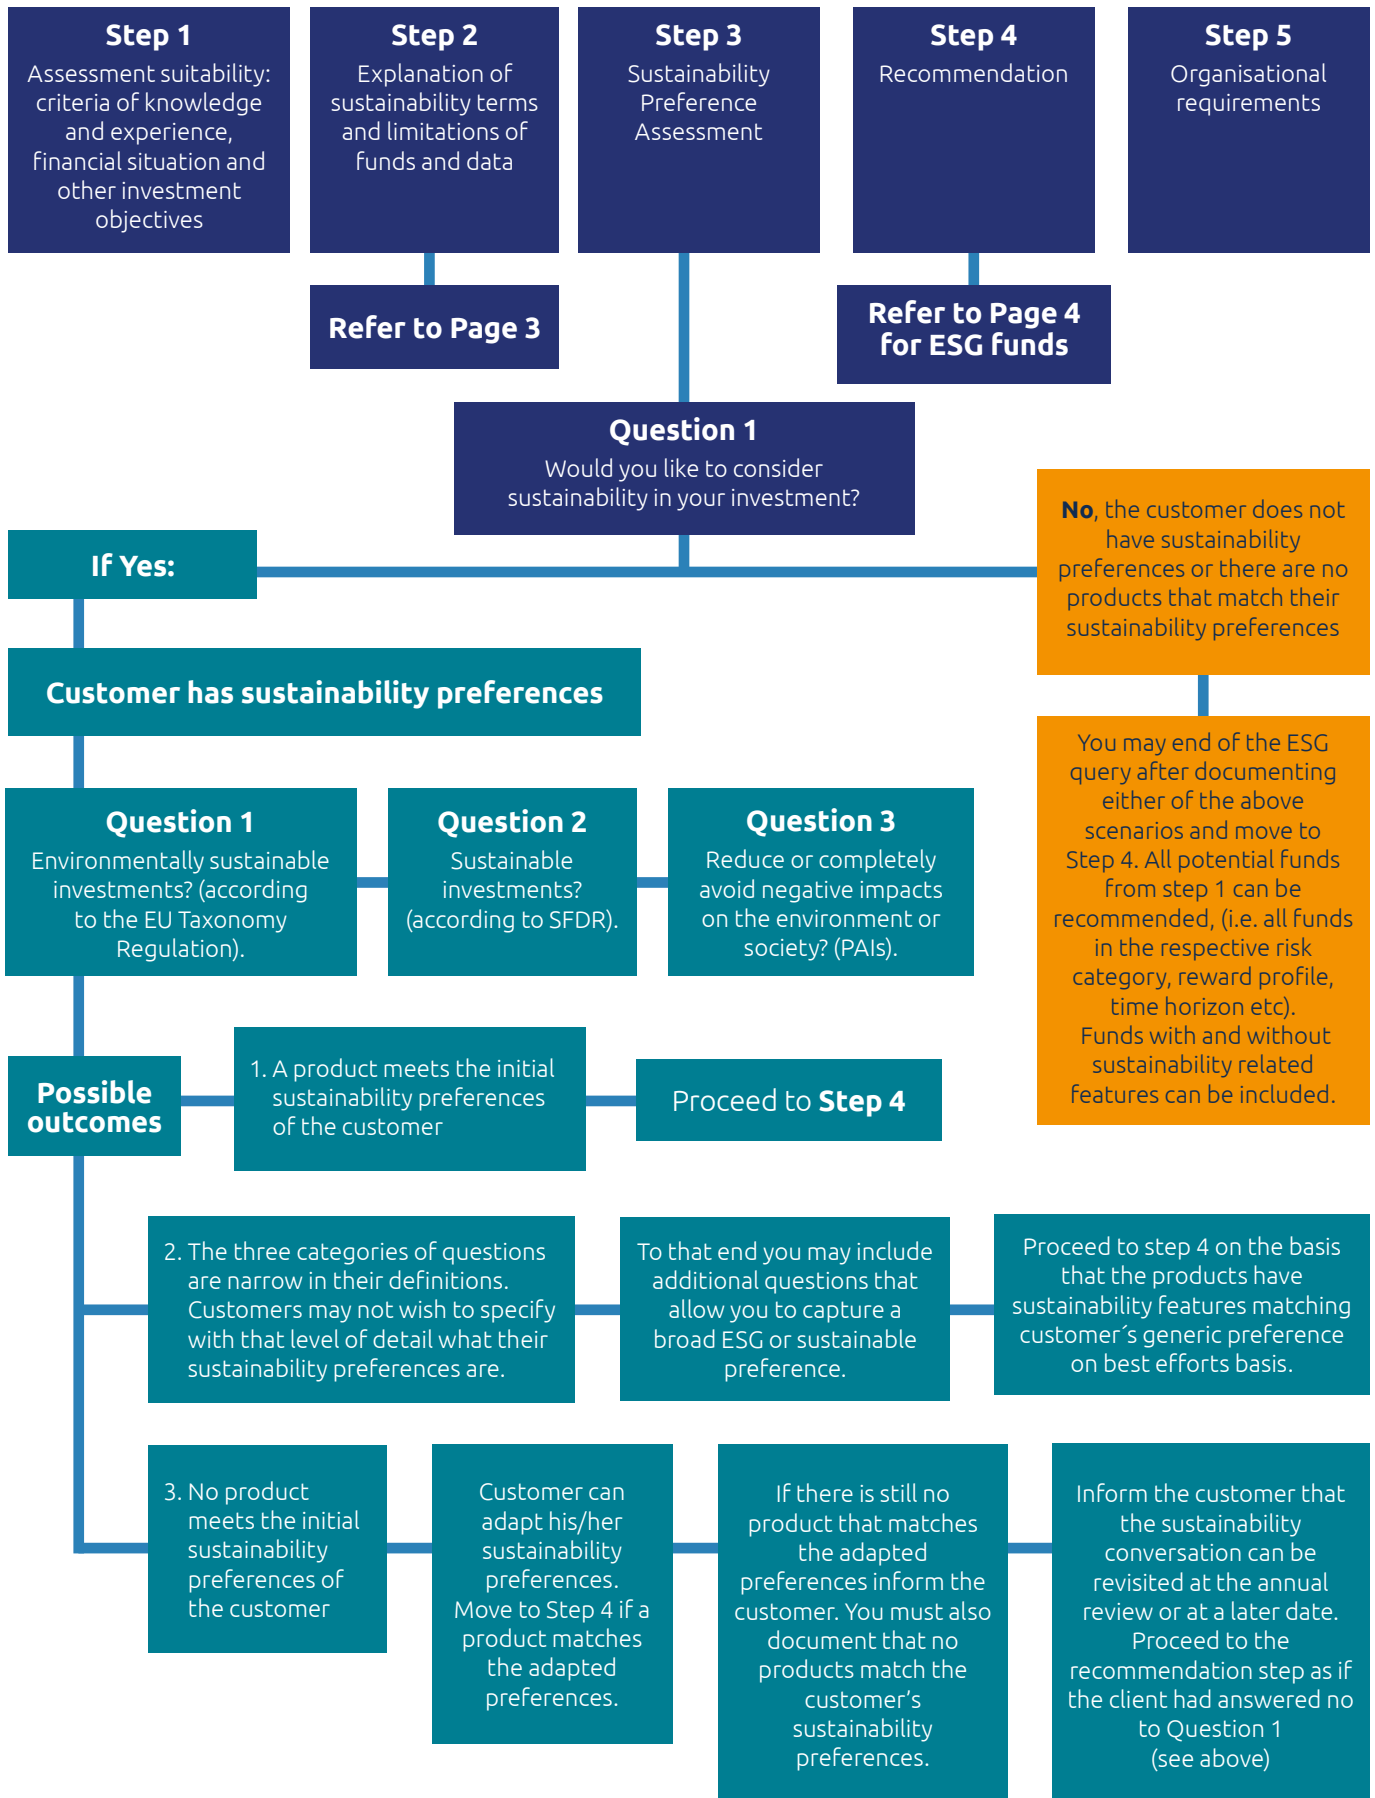 Step 1
Assessment suitability:
criteria of knowledge
and experience,
financial situation and
other investment
objectives
Step 2
Explanation of
sustainability terms
and limitations of
funds and data
Step 3
Sustainability
Preference
Assessment
Step 4
Recommendation
Step 5
Organisational
requirements
Refer to Page 3
Refer to Page 4
for ESG funds
Question 1
Would you like to consider
sustainability in your investment?
No, the customer does not
have sustainability
preferences or there are no
products that match their
sustainability preferences
If Yes:
Customer has sustainability preferences
You may end of the ESG
query after documenting
either of the above
scenarios and move to
Step 4. All potential funds
from step 1 can be
recommended, (i.e. all funds
in the respective risk
category, reward profile,
time horizon etc).
Funds with and without
sustainability related
features can be included.
Question 1
Environmentally sustainable
investments? (according
to the EU Taxonomy
Regulation).
Question 2
Sustainable
investments?
(according to SFDR).
Question 3
Reduce or completely
avoid negative impacts
on the environment or
society? (PAIs).
Possible
outcomes
1. A product meets the initial
sustainability preferences
of the customer
Proceed to Step 4
2. The three categories of questions
are narrow in their definitions.
Customers may not wish to specify
with that level of detail what their
sustainability preferences are.
To that end you may include
additional questions that
allow you to capture a
broad ESG or sustainable
preference.
Proceed to step 4 on the basis
that the products have
sustainability features matching
customer´s generic preference
on best efforts basis.
3. No product
meets the initial
sustainability
preferences of
the customer
Customer can
adapt his/her
sustainability
preferences.
Move to Step 4 if a
product matches
the adapted
preferences.
If there is still no
product that matches
the adapted
preferences inform the
customer. You must also
document that no
products match the
customer’s
sustainability
preferences.
Inform the customer that
the sustainability
conversation can be
revisited at the annual
review or at a later date.
Proceed to the
recommendation step as if
the client had answered no
to Question 1
(see above)